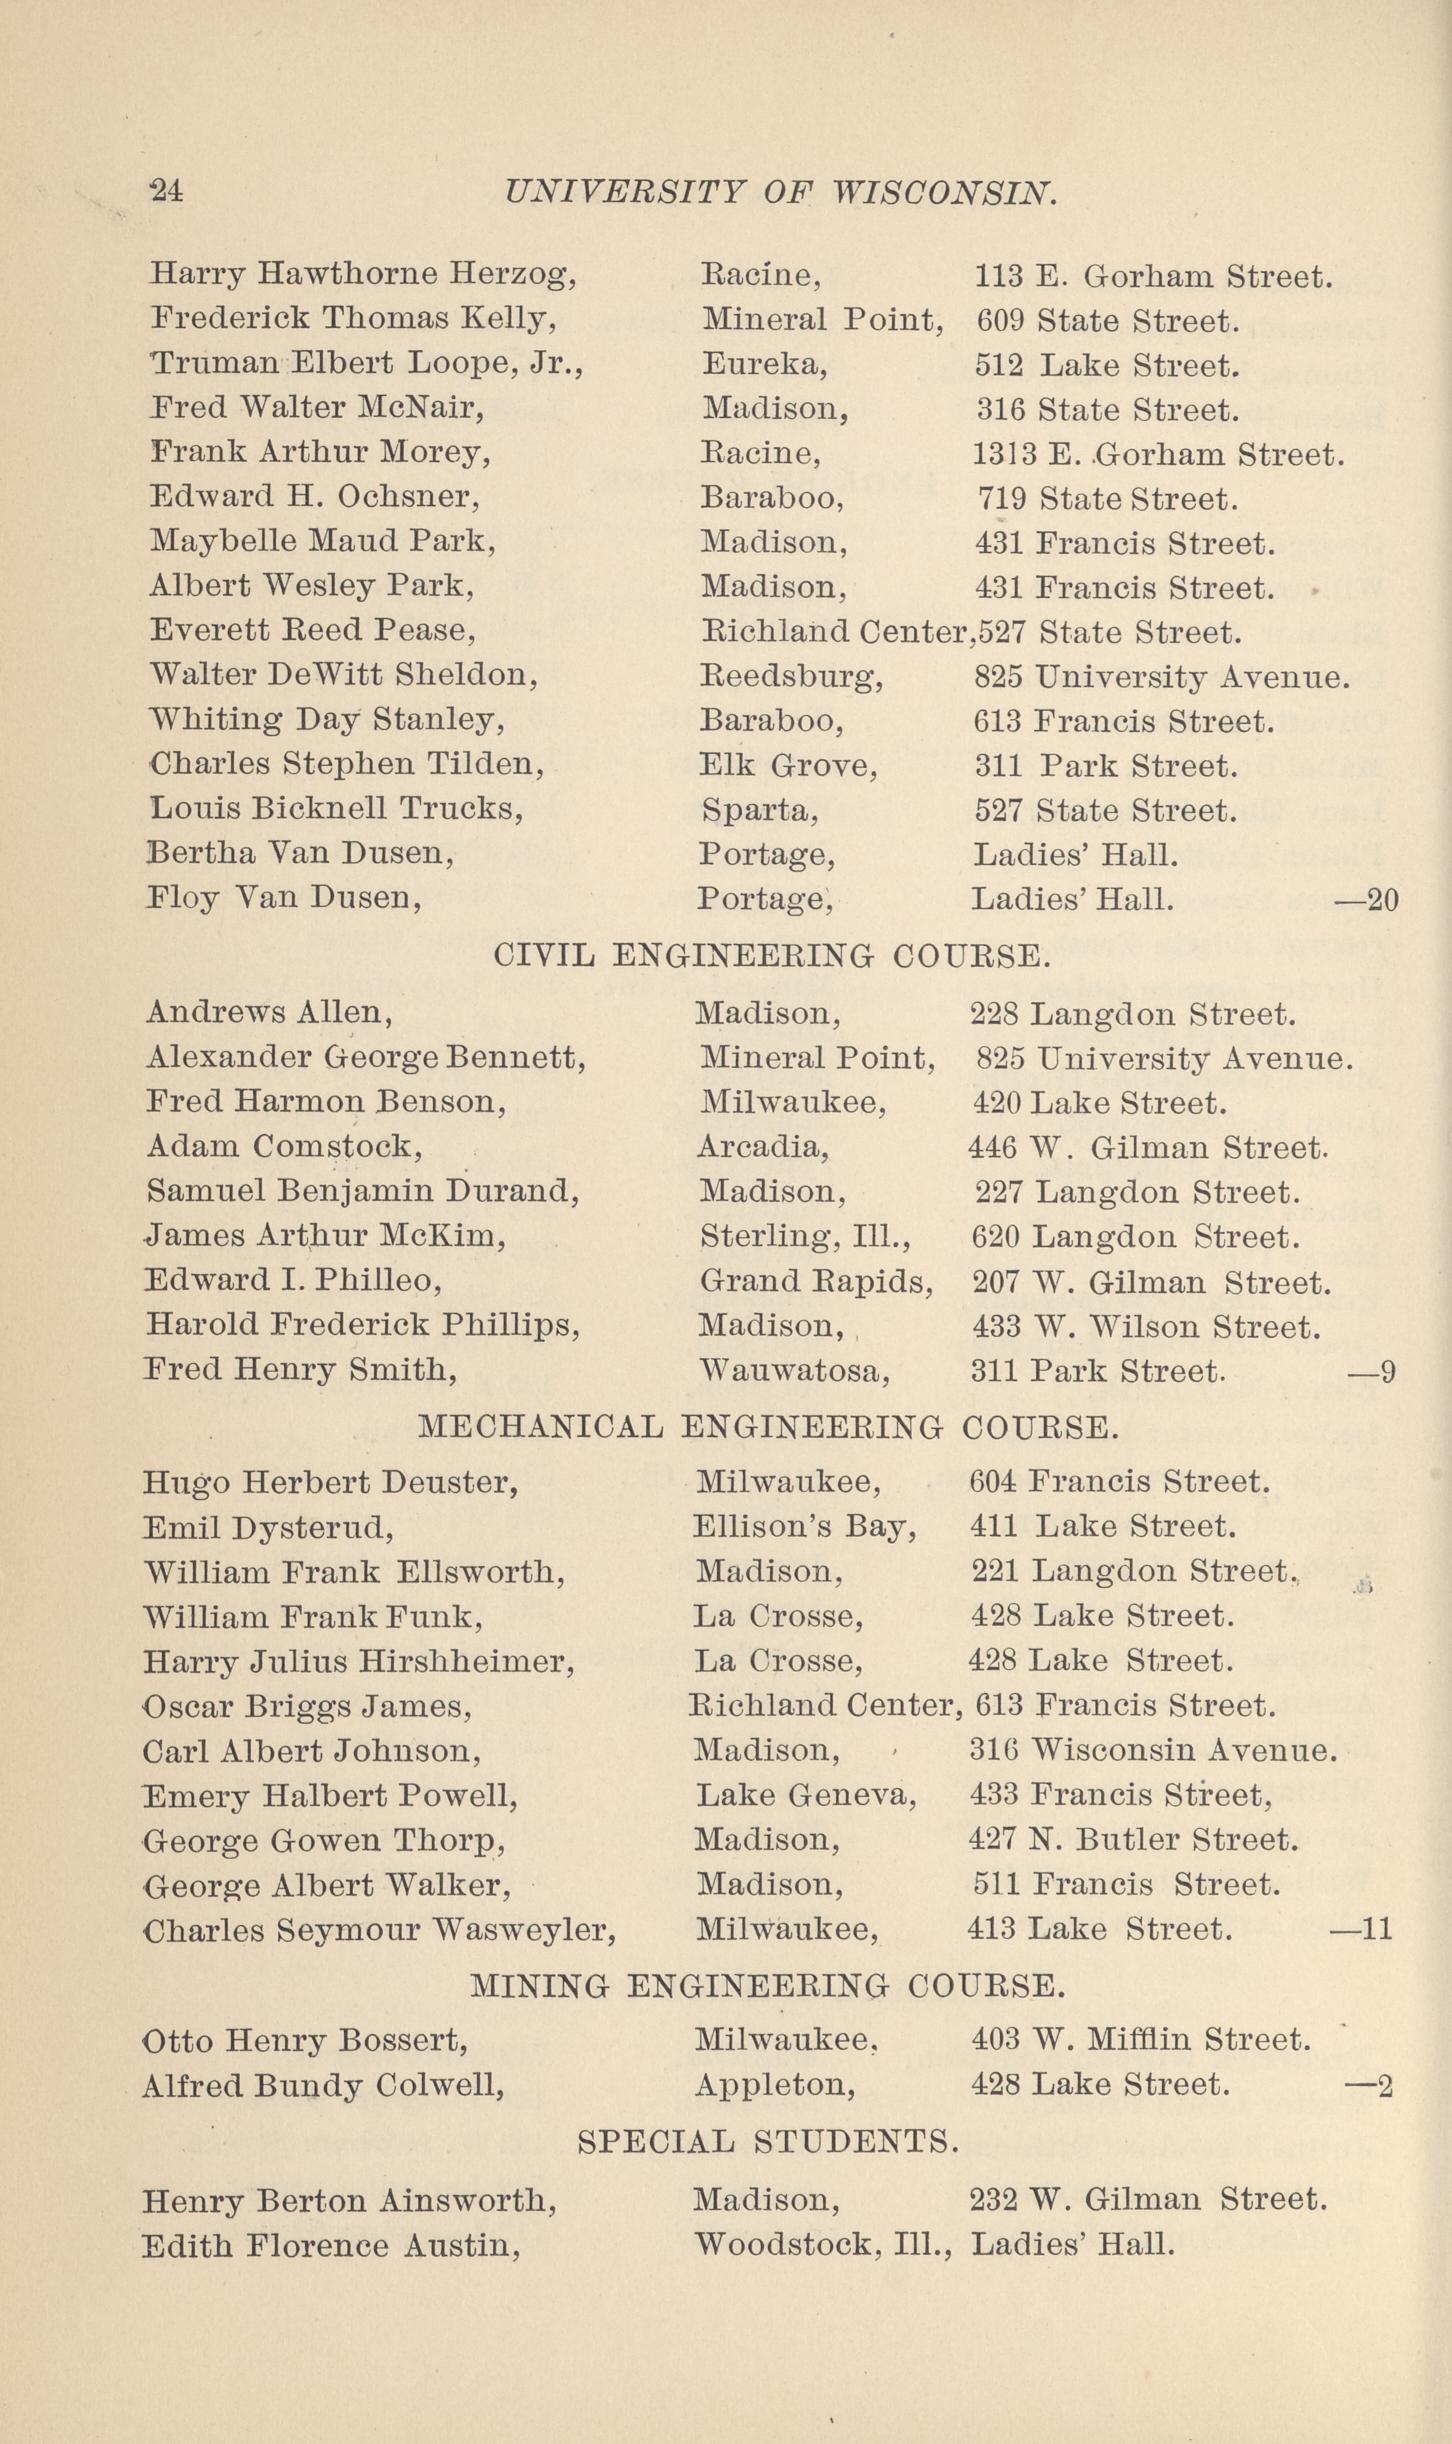 24 UNIVERSITY OF WISCONSIN.
Harry Hawthorne Herzog, Racine, 113 E. Gorham Street.
Frederick Thomas Kelly, Mineral Point, 609 State Street.
Truman Elbert Loope, Jr., Eureka, 512 Lake Street.
Fred Walter McNair, Madison, 316 State Street.
Frank Arthur Morey, Racine, 1313 E. Gorham Street.
Edward H. Ochsner, Baraboo, 719 State Street.
Maybelle Maud Park, Madison, 431 Francis Street.
Albert Wesley Park, Madison, 431 Francis Street.
Everett Reed Pease, Richland Center, 527 State Street.
Walter DeWitt Sheldon, Reedsburg, 825 University Avenue.
Whiting Day Stanley, Baraboo, 613 Francis Street.
Charles Stephen Tilden, Elk Grove, 311 Park Street.
Louis Bicknell Trucks, Sparta, 527 State Street.
Bertha Van Dusen, Portage, Ladies' Hall.
Floy Van Dusen, Portage, Ladies' Hall. —20
CIVIL ENGINEERING COURSE.
Andrews Allen, Madison, 228 Langdon Street.
Alexander George Bennett, Mineral Point, 825 University Avenue.
Fred Harmon Benson, Milwaukee, 420 Lake Street.
Adam Comstock, Arcadia, 446 W. Gilman Street.
Samuel Benjamin Durand, Madison, 227 Langdon Street.
James Arthur McKim, Sterling, Ill., 620 Langdon Street.
Edward I. Philleo, Grand Rapids, 207 W. Gilman Street.
Harold Frederick Phillips, Madison, 433 W. Wilson Street.
Fred Henry Smith, Wauwatosa, 311 Park Street. —9
MECHANICAL ENGINEERING COURSE.
Hugo Herbert Deuster, Milwaukee, 604 Francis Street.
Emil Dysterud, Ellison's Bay, 411 Lake Street.
William Frank Ellsworth, Madison, 221 Langdon Street.
William Frank Funk, La Crosse, 428 Lake Street.
Harry Julius Hirshheimer, La Crosse, 428 Lake Street.
Oscar Briggs James, Richland Center, 613 Francis Street.
Carl Albert Johnson, Madison, 316 Wisconsin Avenue.
Emery Halbert Powell, Lake Geneva, 433 Francis Street,
George Gowen Thorp, Madison, 427 N. Butler Street.
George Albert Walker, Madison, 511 Francis Street.
Charles Seymour Wasweyler, Milwaukee, 413 Lake Street. —11
MINING ENGINEERING COURSE.
Otto Henry Bossert, Milwaukee, 403 W. Mifflin Street.
Alfred Bundy Colwell, Appleton, 428 Lake Street. —2
SPECIAL STUDENTS.
Henry Berton Ainsworth, Madison, 232 W. Gilman Street.
Edith Florence Austin, Woodstock, Ill., Ladies' Hall.